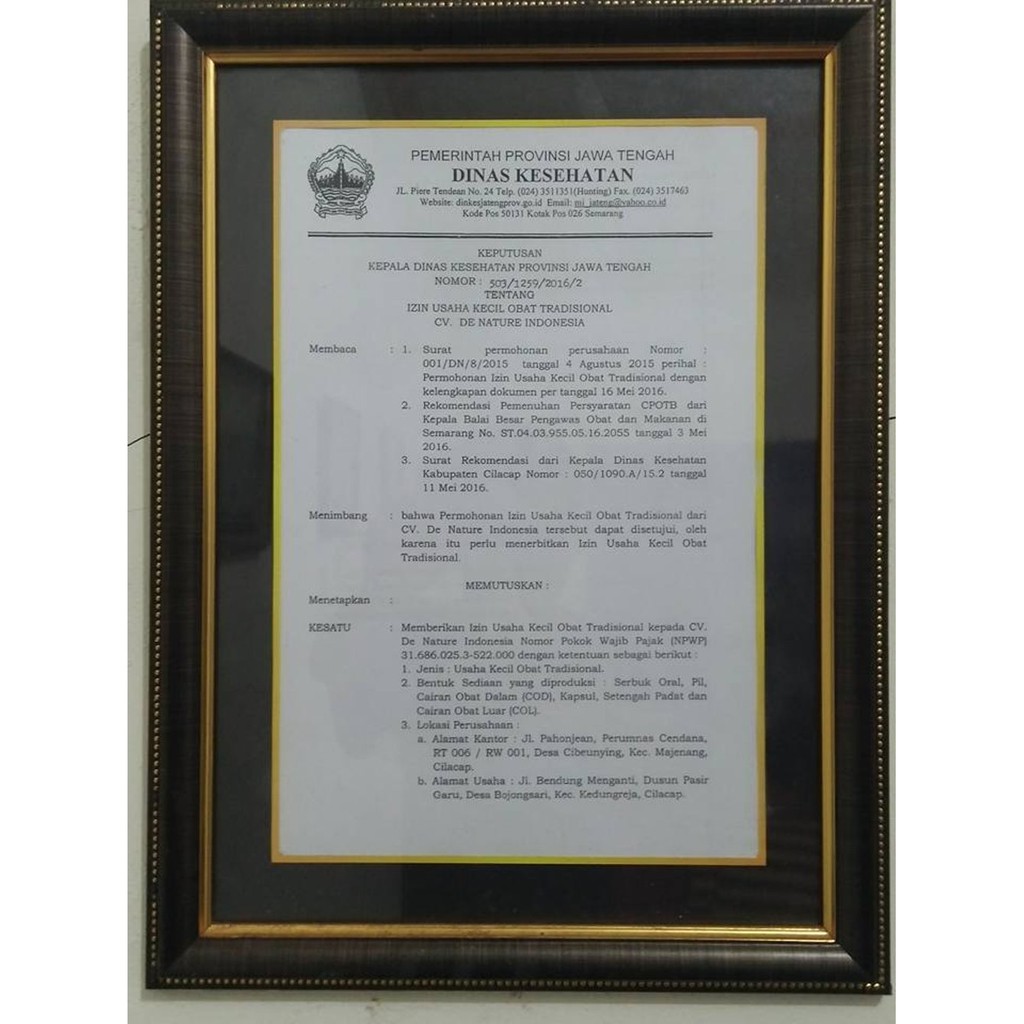 PEMERINTAH PROVINSI JAWA TENGAH
DINAS KESEHATAN
JL. Piere Tendean No. 24 Telp. (024) 3511351(Hunting) Fax. (024) 3517463
Website: dinkesjatengprov.go.id Email: mi_jateng@yahoo.co.id
Kode Pos 50131 Kotak Pos 026 Semarang
KEPUTUSAN
KEPALA DINAS KESEHATAN PROVINSI JAWA TENGAH
NOMOR : 503/1259/2016/2
TENTANG
IZIN USAHA KECIL OBAT TRADISIONAL
CV. DE NATURE INDONESIA
Membaca : 1. Surat permohonan perusahaan Nomor :
001/DN/8/2015 tanggal 4 Agustus 2015 perihal :
Permohonan Izin Usaha Kecil Obat Tradisional dengan
kelengkapan dokumen per tanggal 16 Mei 2016.
2. Rekomendasi Pemenuhan Persyaratan CPOTB dari
Kepala Balai Besar Pengawas Obat dan Makanan di
Semarang No. ST.04.03.955.05.16.2055 tanggal 3 Mei
2016.
3. Surat Rekomendasi dari Kepala Dinas Kesehatan
Kabupaten Cilacap Nomor : 050/1090.A/15.2 tanggal
11 Mei 2016.
Menimbang : bahwa Permohonan Izin Usaha Kecil Obat Tradisional dari
CV. De Nature Indonesia tersebut dapat disetujui, oleh
karena itu perlu menerbitkan Izin Usaha Kecil Obat
Tradisional.
MEMUTUSKAN :
Menetapkan :
KESATU : Memberikan Izin Usaha Kecil Obat Tradisional kepada CV.
De Nature Indonesia Nomor Pokok Wajib Pajak (NPWP)
31.686.025.3-522.000 dengan ketentuan sebagai berikut :
1. Jenis : Usaha Kecil Obat Tradisional.
2. Bentuk Sediaan yang diproduksi : Serbuk Oral, Pil,
Cairan Obat Dalam (COD), Kapsul, Setengah Padat dan
Cairan Obat Luar (COL).
3. Lokasi Perusahaan :
a. Alamat Kantor : Jl. Pahonjean, Perumnas Cendana,
RT 006 / RW 001, Desa Cibeunying, Kec. Majenang,
Cilacap.
b. Alamat Usaha : Jl. Bendung Menganti, Dusun Pasir
Garu, Desa Bojongsari, Kec. Kedungreja, Cilacap.